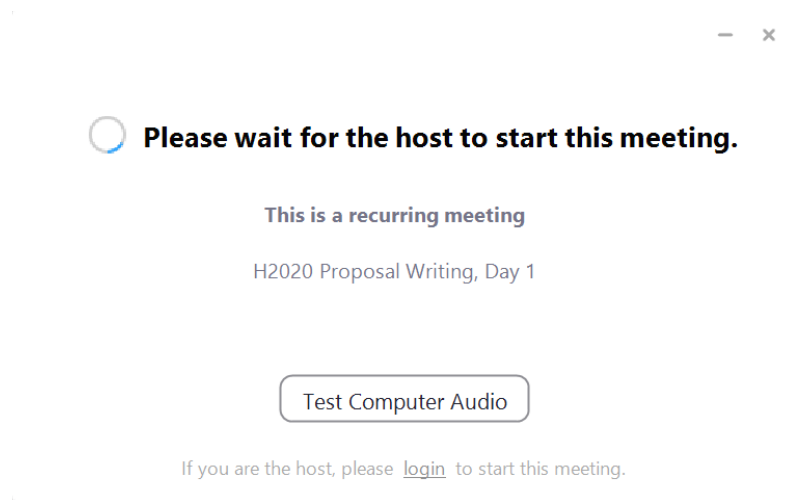 Please wait for the host to start this meeting.
This is a recurring meeting
H2020 Proposal Writing, Day 1
Test Computer Audio
If you are the host, please login to start this meeting.